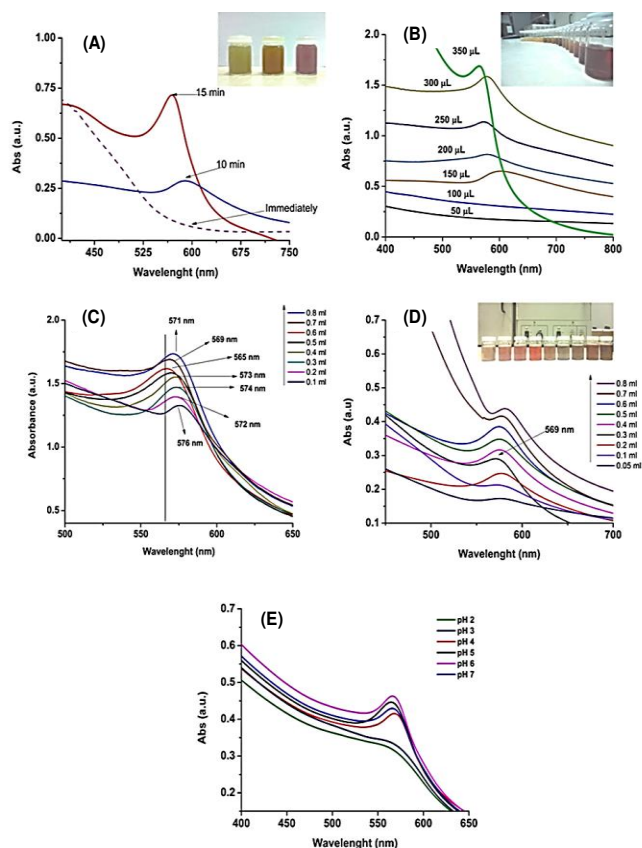 (A)
1.00
0.75
0.50
0.25
0.00
Abs (a.u.)
15 min
10 min
Immediately
450
525
600
675
750
Wavelenght (nm)
(B)
2.0
1.5
1.0
0.5
0.0
Abs (a.u.)
350 µL
300 µL
250 µL
200 µL
150 µL
100 µL
50 µL
400
500
600
700
800
Wavelength (nm)
(C)
2.0
1.5
1.0
0.5
Absorbance (a.u.)
571 nm
569 nm
565 nm
573 nm
574 nm
572 nm
576 nm
0.8 ml
0.7 ml
0.6 ml
0.5 ml
0.4 ml
0.3 ml
0.2 ml
0.1 ml
500
550
600
650
Wavelenght (nm)
(D)
0.5
0.4
0.3
0.2
0.1
Abs (a.u)
569 nm
0.8 ml
0.7 ml
0.6 ml
0.5 ml
0.4 ml
0.3 ml
0.2 ml
0.1 ml
0.05 ml
500
600
700
Wavelenght (nm)
(E)
0.7
0.6
0.5
0.4
0.3
0.2
Abs (a.u.)
pH 2
pH 3
pH 4
pH 5
pH 6
pH 7
400
450
500
550
600
650
Wavelenght (nm)